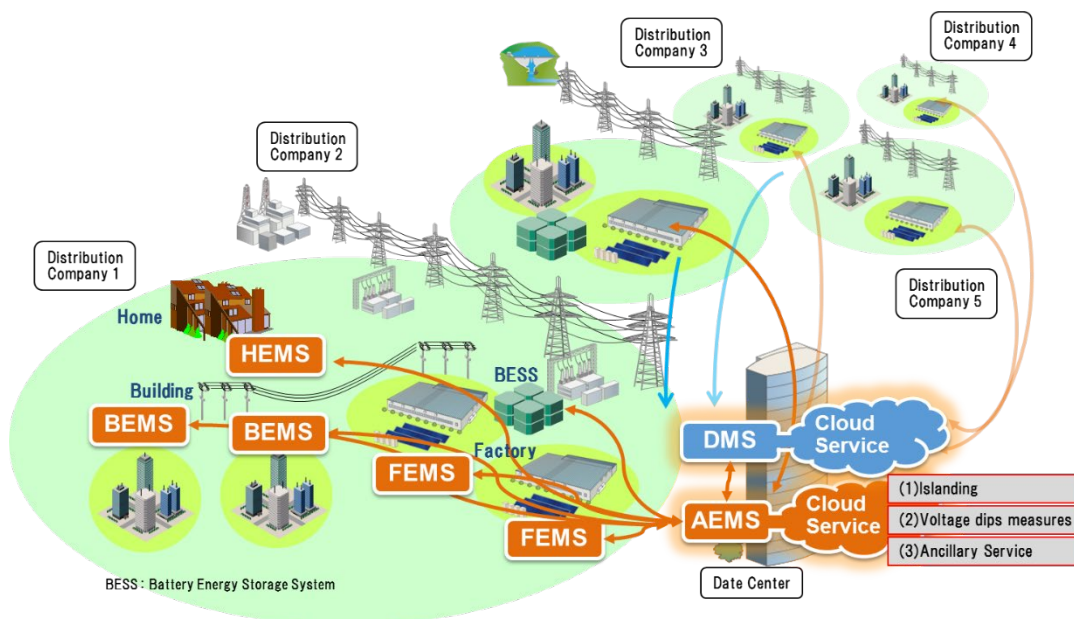 Distribution
Company 3
Distribution
Company 4
Distribution
Company 2
Distribution
Company 1
Distribution
Company 5
Home
HEMS
Building
BEMS
BEMS
BESS
Factory
FEMS
FEMS
DMS
Cloud
Service
AEMS
Cloud
Service
(1)Islanding
(2)Voltage dips measures
(3)Ancillary Service
Date Center
BESS: Battery Energy Storage System